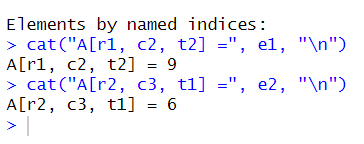 Elements by named indices:
> cat("A[r1, c2, t2] =", e1, "\n")
A[r1, c2, t2] = 9
> cat("A[r2, c3, t1] =", e2, "\n")
A[r2, c3, t1] = 6
>